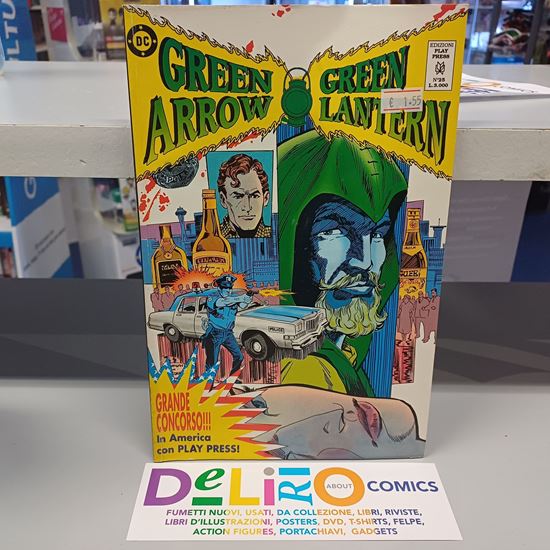 DC
GREEN
ARROW
GREEN
LANTERN
EDIZIONI
PLAY
PRESS
N°25
L.3.000
€ 1.55
POLICE
GRANDE
CONCORSO!!!
In America
con PLAY PRESS!
DeLiRiO
ABOUT
COMICS
FUMETTI NUOVI, USATI, DA COLLEZIONE, LIBRI, RIVISTE,
LIBRI D'ILLUSTRAZIONI, POSTERS, DVD, T-SHIRTS, FELPE,
ACTION FIGURES, PORTACHIAVI, GADGETS